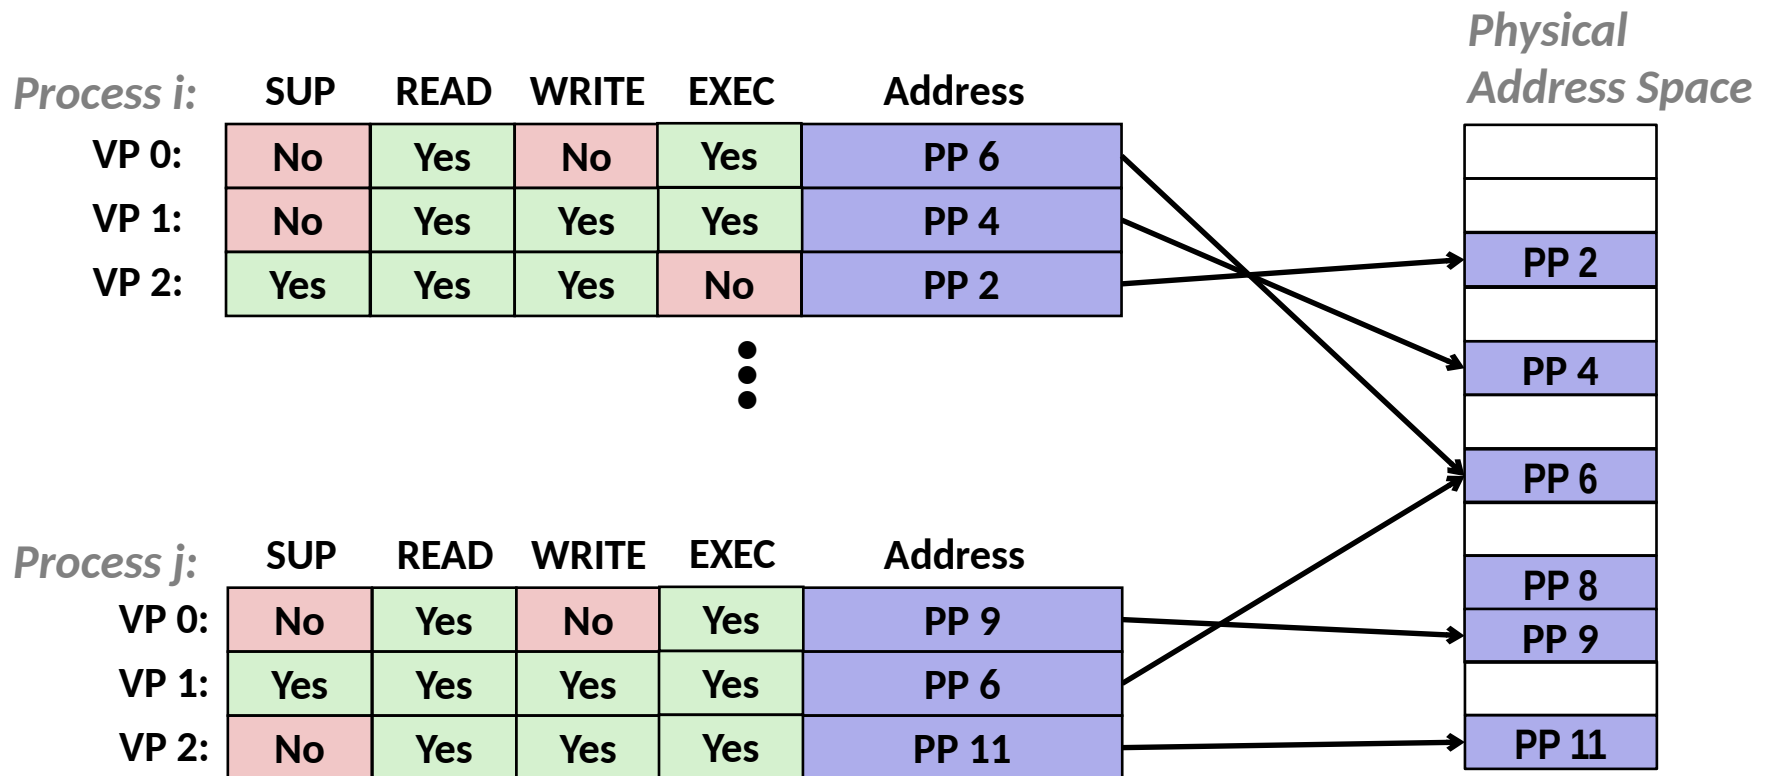 Physical
Address Space
Process i: SUP READ WRITE EXEC Address
VP 0: No Yes No Yes PP 6
VP 1: No Yes Yes Yes PP 4
VP 2: Yes Yes Yes No PP 2
PP 2
PP 4
PP 6
PP 8
PP 9
PP 11
Process j: SUP READ WRITE EXEC Address
VP 0: No Yes No Yes PP 9
VP 1: Yes Yes Yes Yes PP 6
VP 2: No Yes Yes Yes PP 11